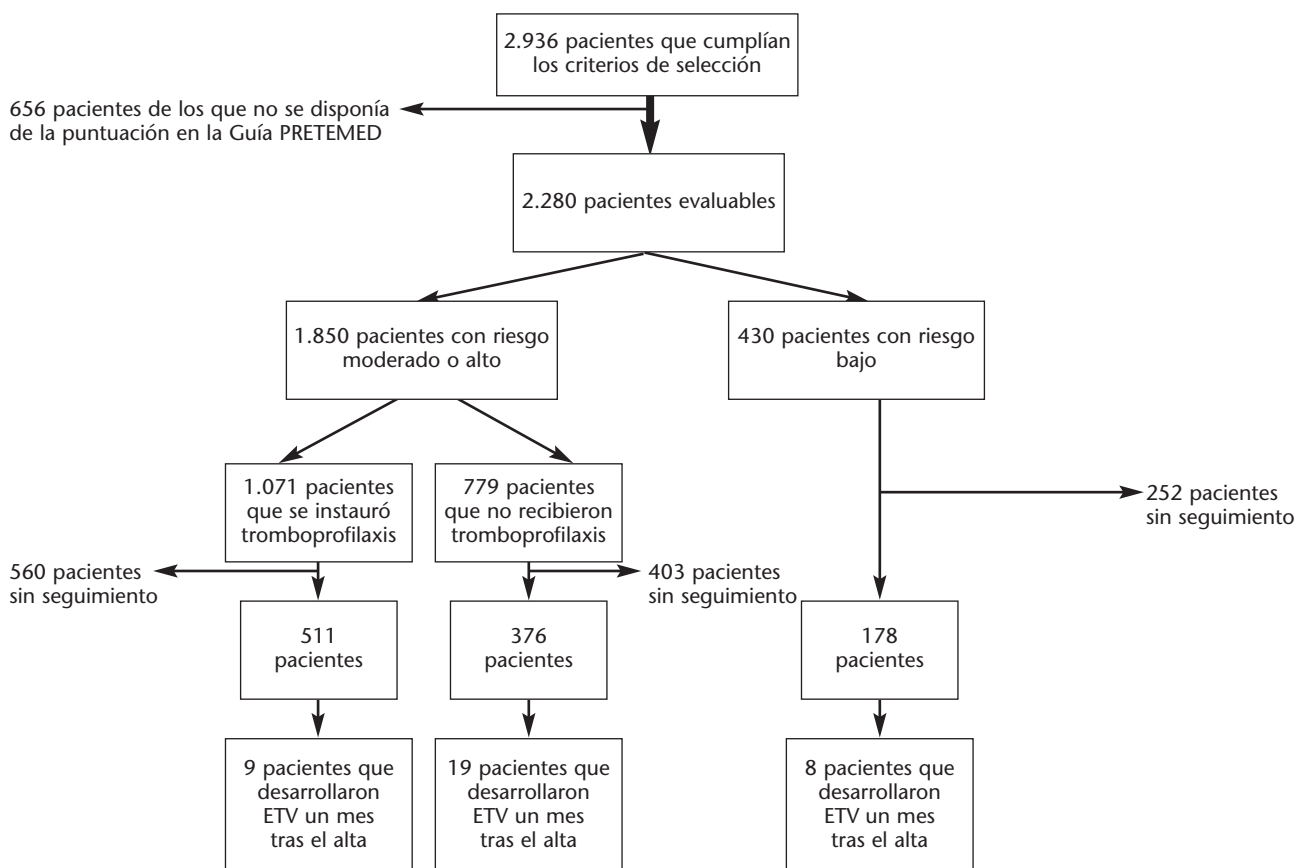 2.936 pacientes que cumplían
los criterios de selección
656 pacientes de los que no se disponía
de la puntuación en la Guía PRETEMED
2.280 pacientes evaluables
1.850 pacientes con riesgo
moderado o alto
430 pacientes con riesgo
bajo
1.071 pacientes
que se instauró
tromboprofilaxis
779 pacientes
que no recibieron
tromboprofilaxis
252 pacientes
sin seguimiento
560 pacientes
sin seguimiento
403 pacientes
sin seguimiento
511
pacientes
376
pacientes
178
pacientes
9 pacientes que
desarrollaron
ETV un mes
tras el alta
19 pacientes que
desarrollaron
ETV un mes
tras el alta
8 pacientes que
desarrollaron
ETV un mes
tras el alta